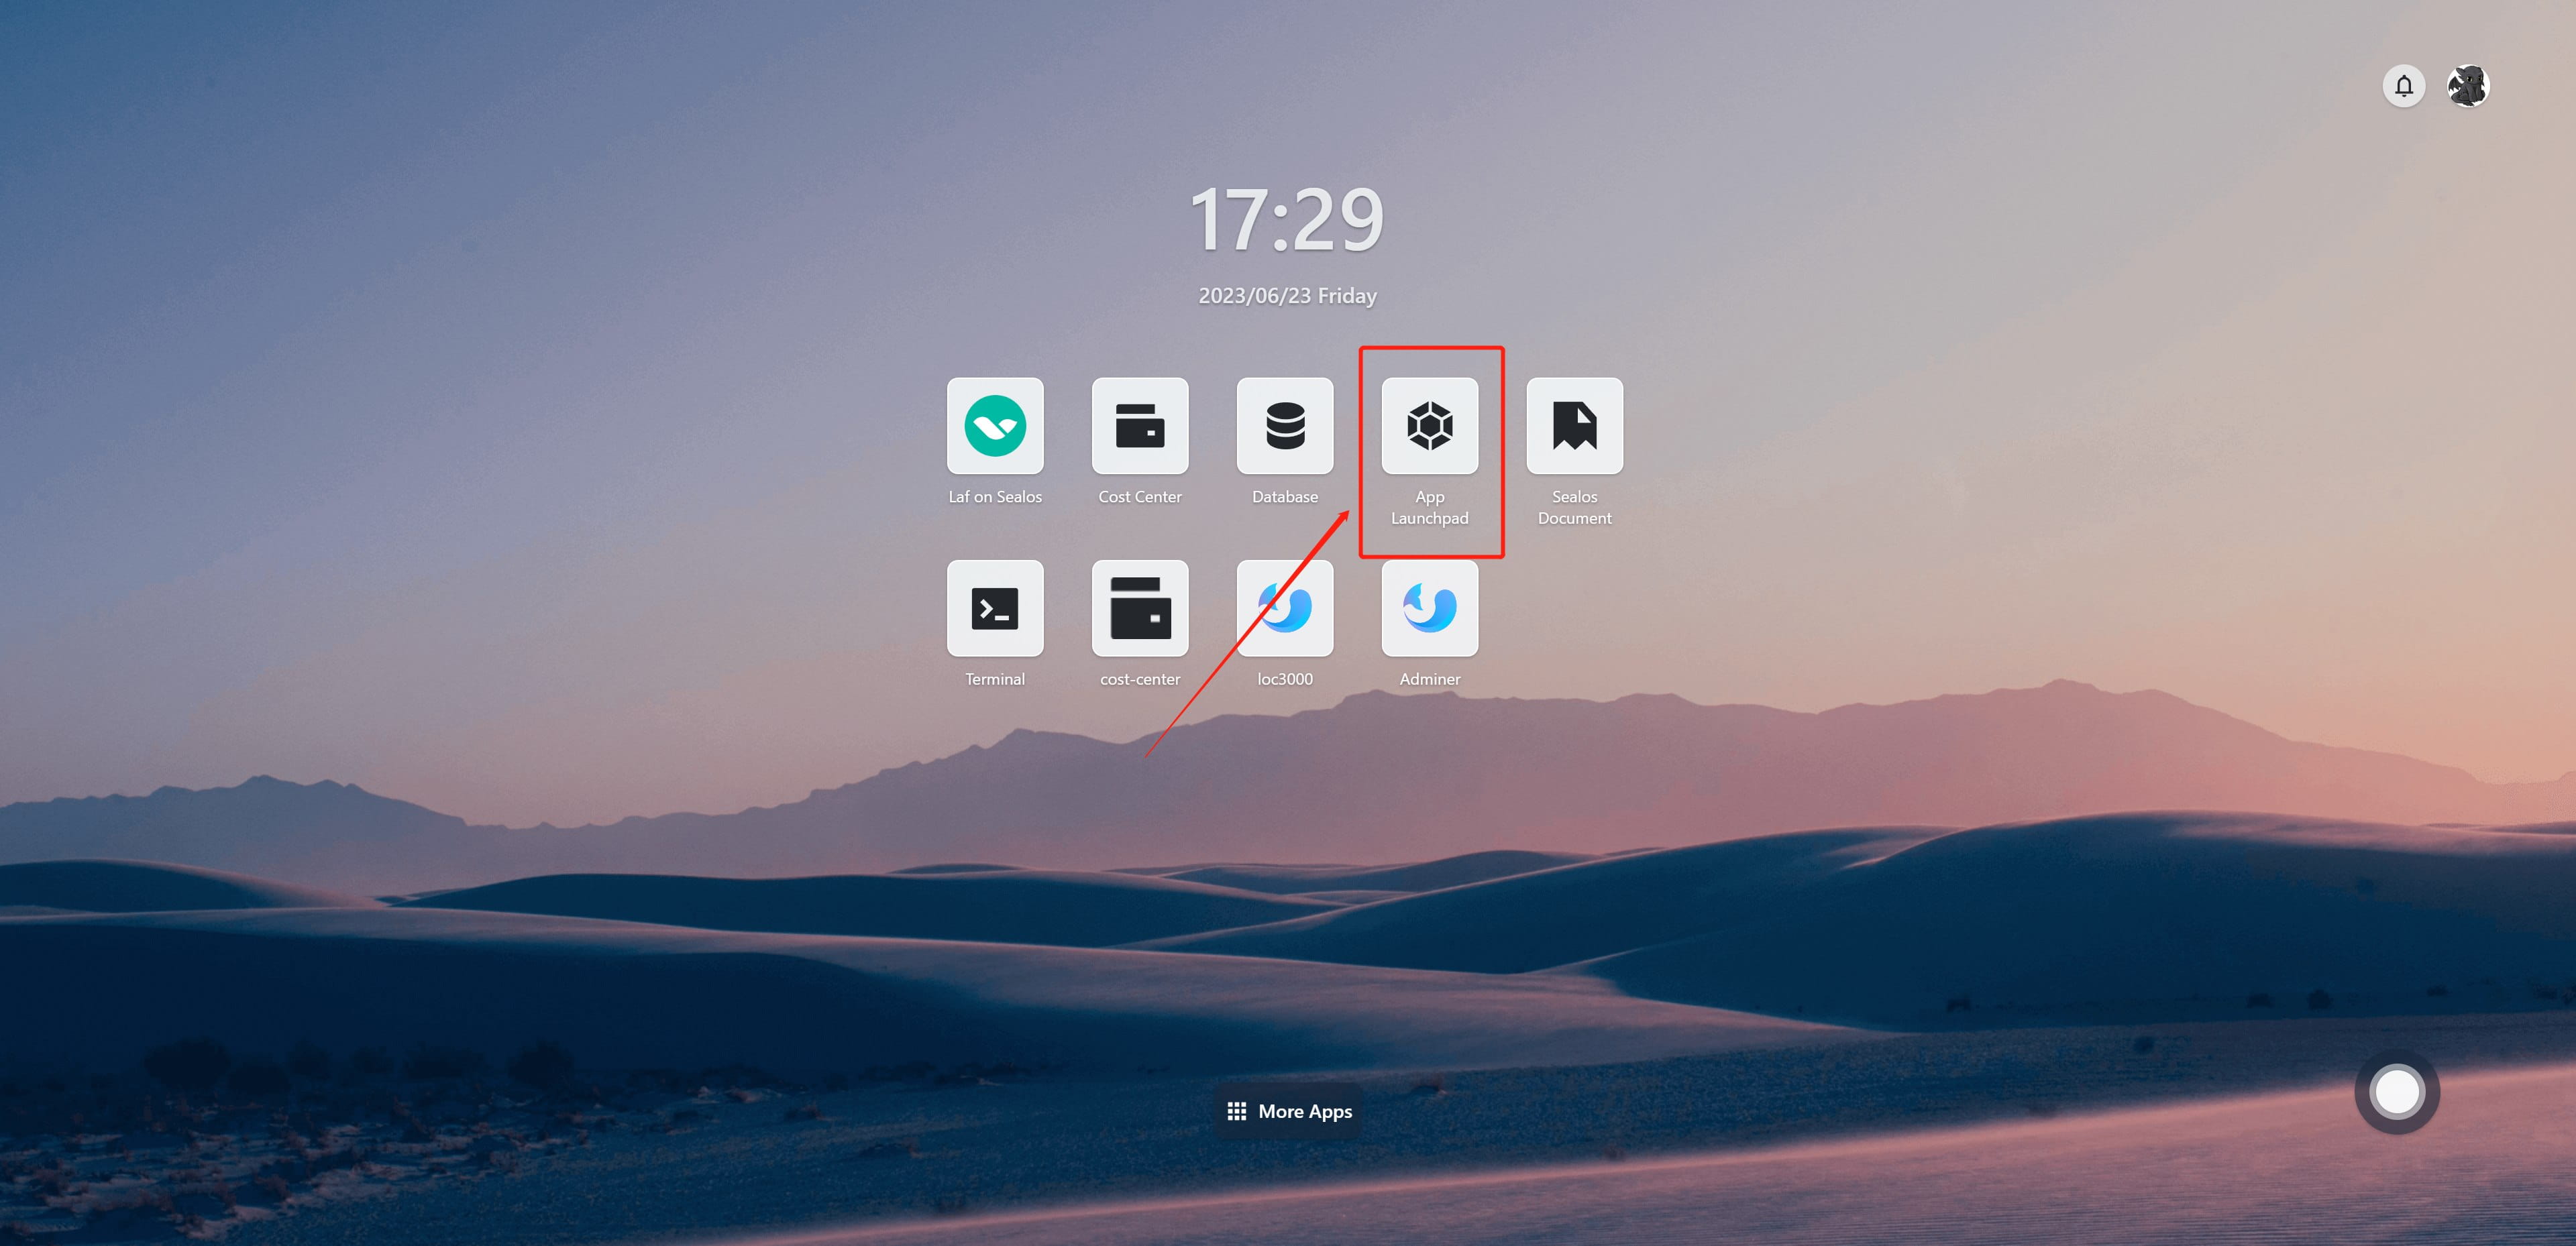 17:29
2023/06/23 Friday
Laf on Sealos
Cost Center
Database
App
Launchpad
Sealos
Document
Terminal
cost-center
loc3000
Adminer
More Apps